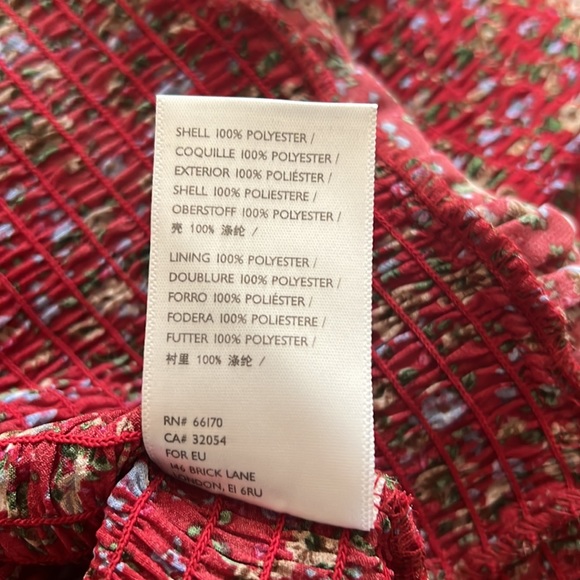 SHELL 100% POLYESTER /
COQUILLE 100% POLYESTER /
EXTERIOR 100% POLIÉSTER /
SHELL 100% POLIESTERE /
OBERSTOFF 100% POLYESTER /
壳 100% 涤纶 /
LINING 100% POLYESTER /
DOUBLURE 100% POLYESTER /
FORRO 100% POLIÉSTER /
FODERA 100% POLIESTERE /
FUTTER 100% POLYESTER /
衬里 100% 涤纶 /
RN# 66170
CA# 32054
FOR EU
146 BRICK LANE
LONDON, E1 6RU